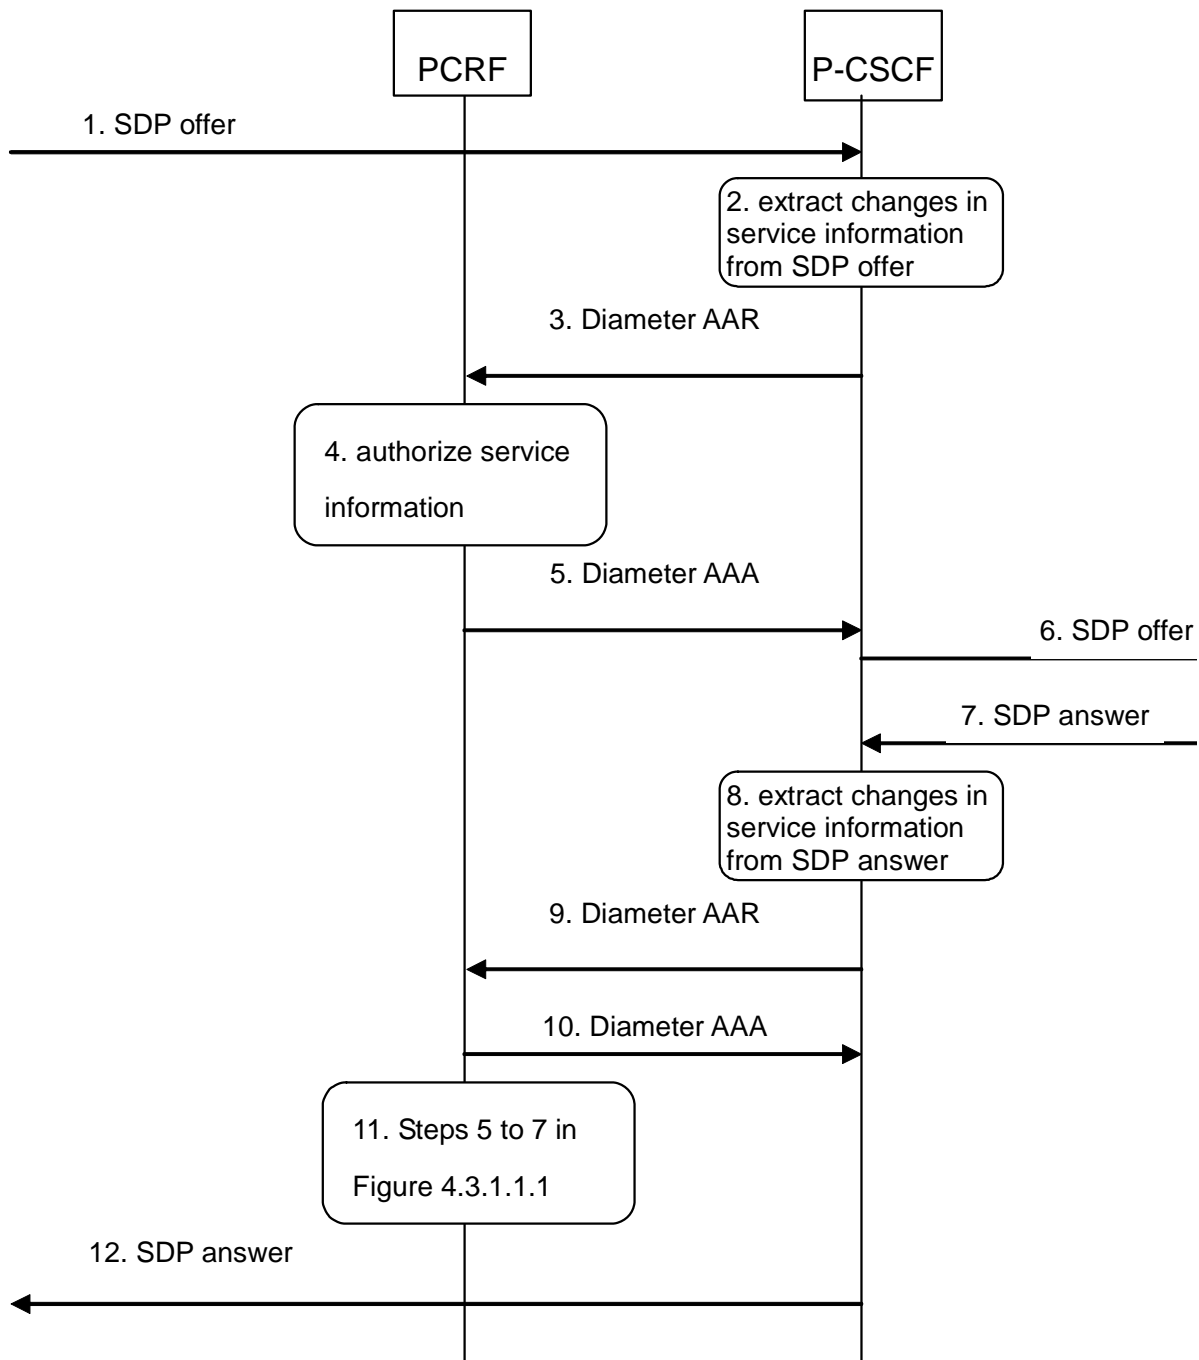 PCRF
P-CSCF
1. SDP offer
2. extract changes in
service information
from SDP offer
3. Diameter AAR
4. authorize service
information
5. Diameter AAA
6. SDP offer
7. SDP answer
8. extract changes in
service information
from SDP answer
9. Diameter AAR
10. Diameter AAA
11. Steps 5 to 7 in
Figure 4.3.1.1.1
12. SDP answer